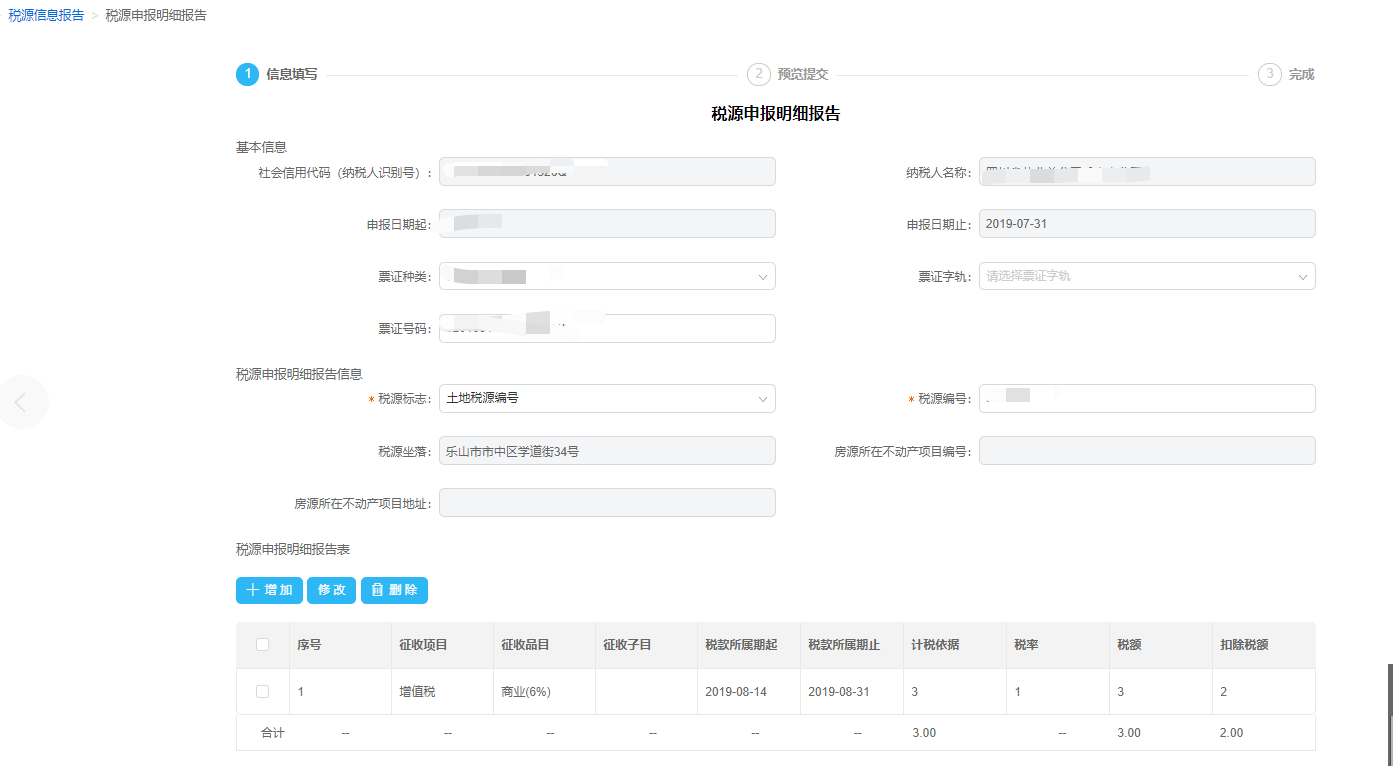 税源信息报告 > 税源申报明细报告
1 信息填写 2 预览提交 3 完成
税源申报明细报告
基本信息
社会信用代码（纳税人识别号）: 纳税人名称:
申报日期起: 申报日期止: 2019-07-31
票证种类: 票证字轨: 请选择票证字轨
票证号码:
税源申报明细报告信息
* 税源标志: 土地税源编号 * 税源编号:
税源坐落: 乐山市市中区学道街34号 房源所在不动产项目编号:
房源所在不动产项目地址:
税源申报明细报告表
增加 修改 删除
序号 征收项目 征收品目 征收子目 税款所属期起 税款所属期止 计税依据 税率 税额 扣除税额
1 增值税 商业(6%) 2019-08-14 2019-08-31 3 1 3 2
合计 -- -- -- -- -- -- 3.00 -- 3.00 2.00